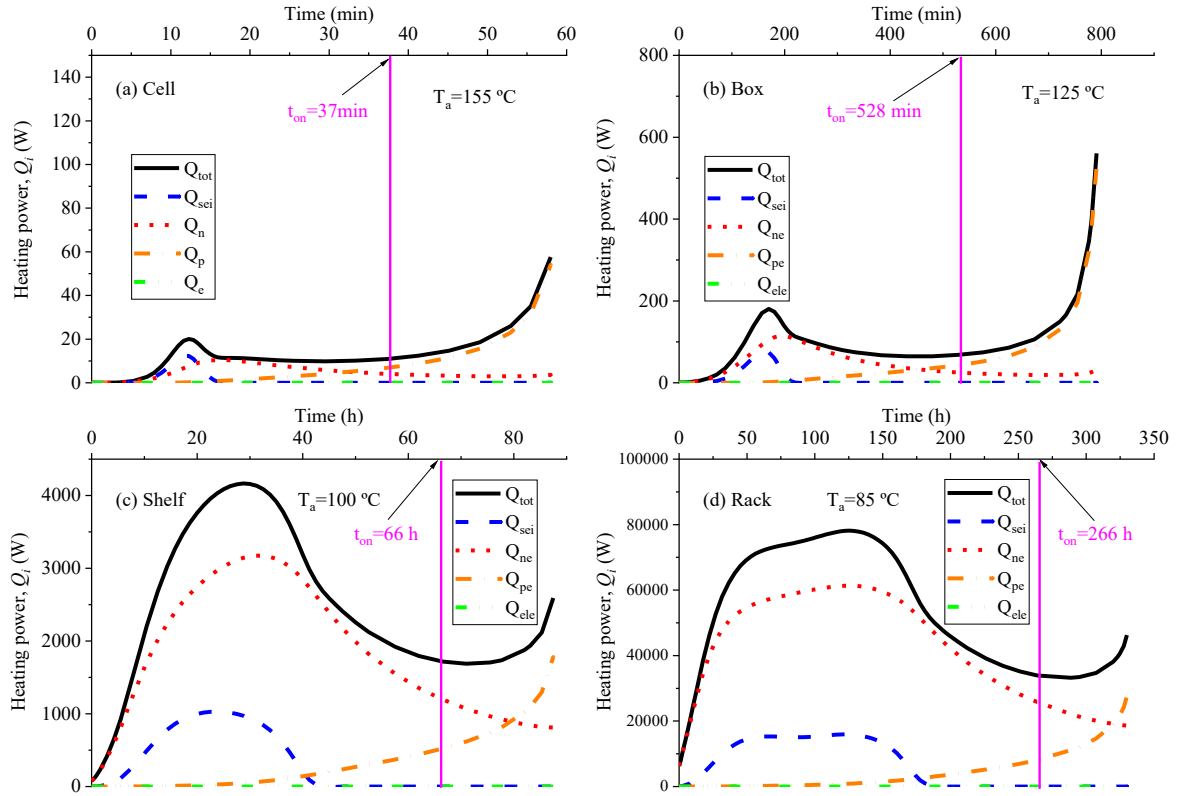 Time (min)
0 10 20 30 40 50 60
140
120
100
80
60
40
20
0
Heating power, Q_i (W)
(a) Cell
T_a=155 ºC
t_on=37min
Q_tot
Q_sei
Q_n
Q_p
Q_e
Time (min)
0 200 400 600 800
800
600
400
200
0
Heating power, Q_i (W)
(b) Box
T_a=125 ºC
t_on=528 min
Q_tot
Q_sei
Q_ne
Q_pe
Q_ele
Time (h)
0 20 40 60 80
4000
3000
2000
1000
0
Heating power, Q_i (W)
(c) Shelf
T_a=100 ºC
t_on=66 h
Q_tot
Q_sei
Q_ne
Q_pe
Q_ele
Time (h)
0 50 100 150 200 250 300 350
100000
80000
60000
40000
20000
0
Heating power, Q_i (W)
(d) Rack
T_a=85 ºC
t_on=266 h
Q_tot
Q_sei
Q_ne
Q_pe
Q_ele